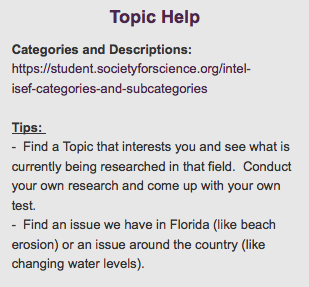 Topic Help
Categories and Descriptions:
https://student.societyforscience.org/intel-
isef-categories-and-subcategories
Tips:
- Find a Topic that interests you and see what is
currently being researched in that field. Conduct
your own research and come up with your own
test.
- Find an issue we have in Florida (like beach
erosion) or an issue around the country (like
changing water levels).